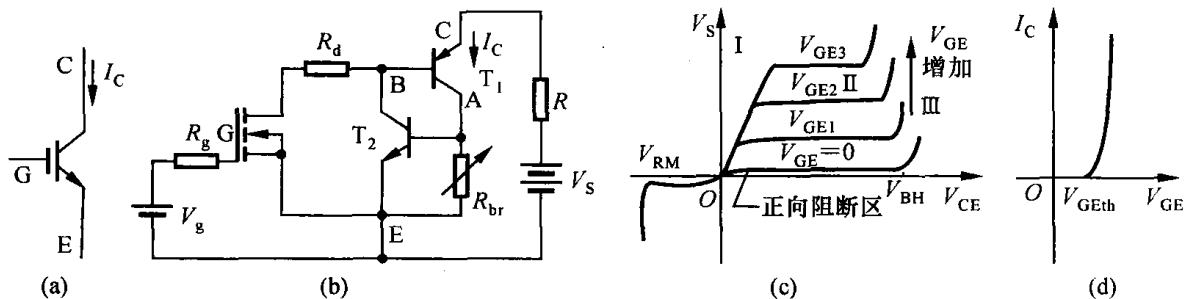 C
I_C
G
E
(a)
R_g
V_g
G
R_d
B
T_2
C
I_C
T_1
A
R_br
E
R
V_S
(b)
V_S
I
V_GE3
V_GE2 II
V_GE1
V_GE=0
V_GE
增加
III
V_RM
O
正向阻断区
V_BH
V_CE
(c)
I_C
O
V_GEth
V_GE
(d)